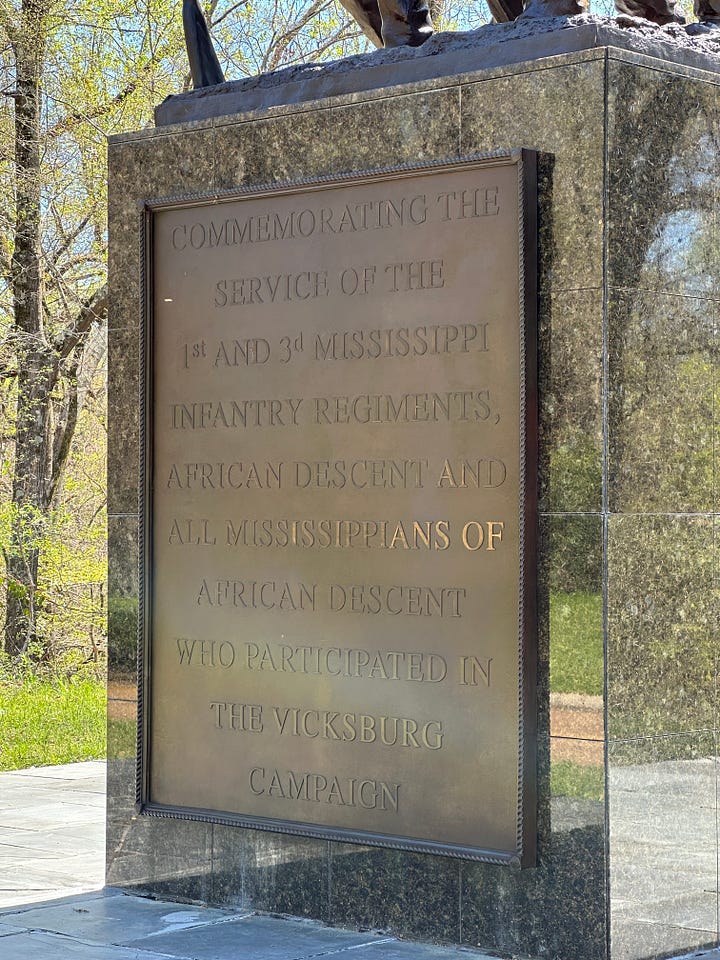 COMMEMORATING THE
SERVICE OF THE
1st AND 3d MISSISSIPPI
INFANTRY REGIMENTS,
AFRICAN DESCENT AND
ALL MISSISSIPPIANS OF
AFRICAN DESCENT
WHO PARTICIPATED IN
THE VICKSBURG
CAMPAIGN